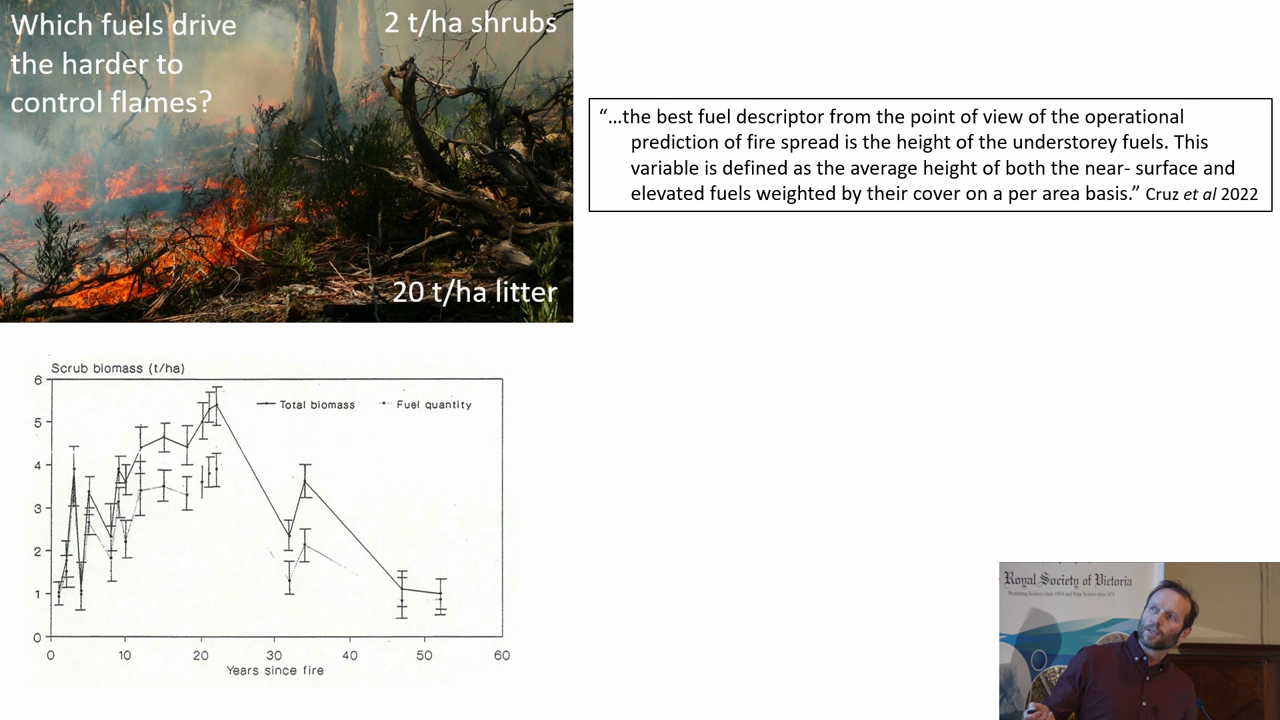 Which fuels drive
the harder to
control flames?
2 t/ha shrubs
20 t/ha litter
“…the best fuel descriptor from the point of view of the operational
prediction of fire spread is the height of the understorey fuels. This
variable is defined as the average height of both the near- surface and
elevated fuels weighted by their cover on a per area basis.” Cruz et al 2022
Scrub biomass (t/ha)
6
5
4
3
2
1
0
Total biomass
Fuel quantity
0 10 20 30 40 50 60
Years since fire
Royal Society of Victoria
Promoting Science since 1854